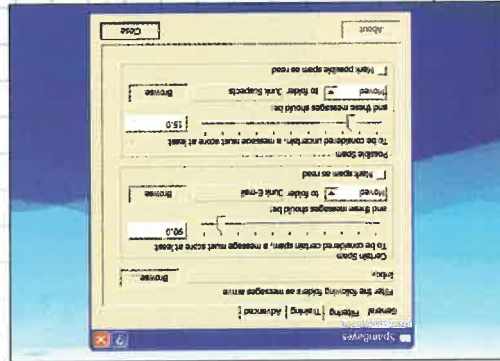 SpamBayes
General Filtering Training Advanced
Filter the following folders as messages arrive
Inbox Browse
Certain Spam
To be considered certain spam, a message must score at least
90.0
and these messages should be:
Moved to folder Junk E-mail Browse
Mark spam as read
Possible Spam
To be considered uncertain, a message must score at least
15.0
and these messages should be:
Moved to folder Junk Suspects Browse
Mark possible spam as read
About Close